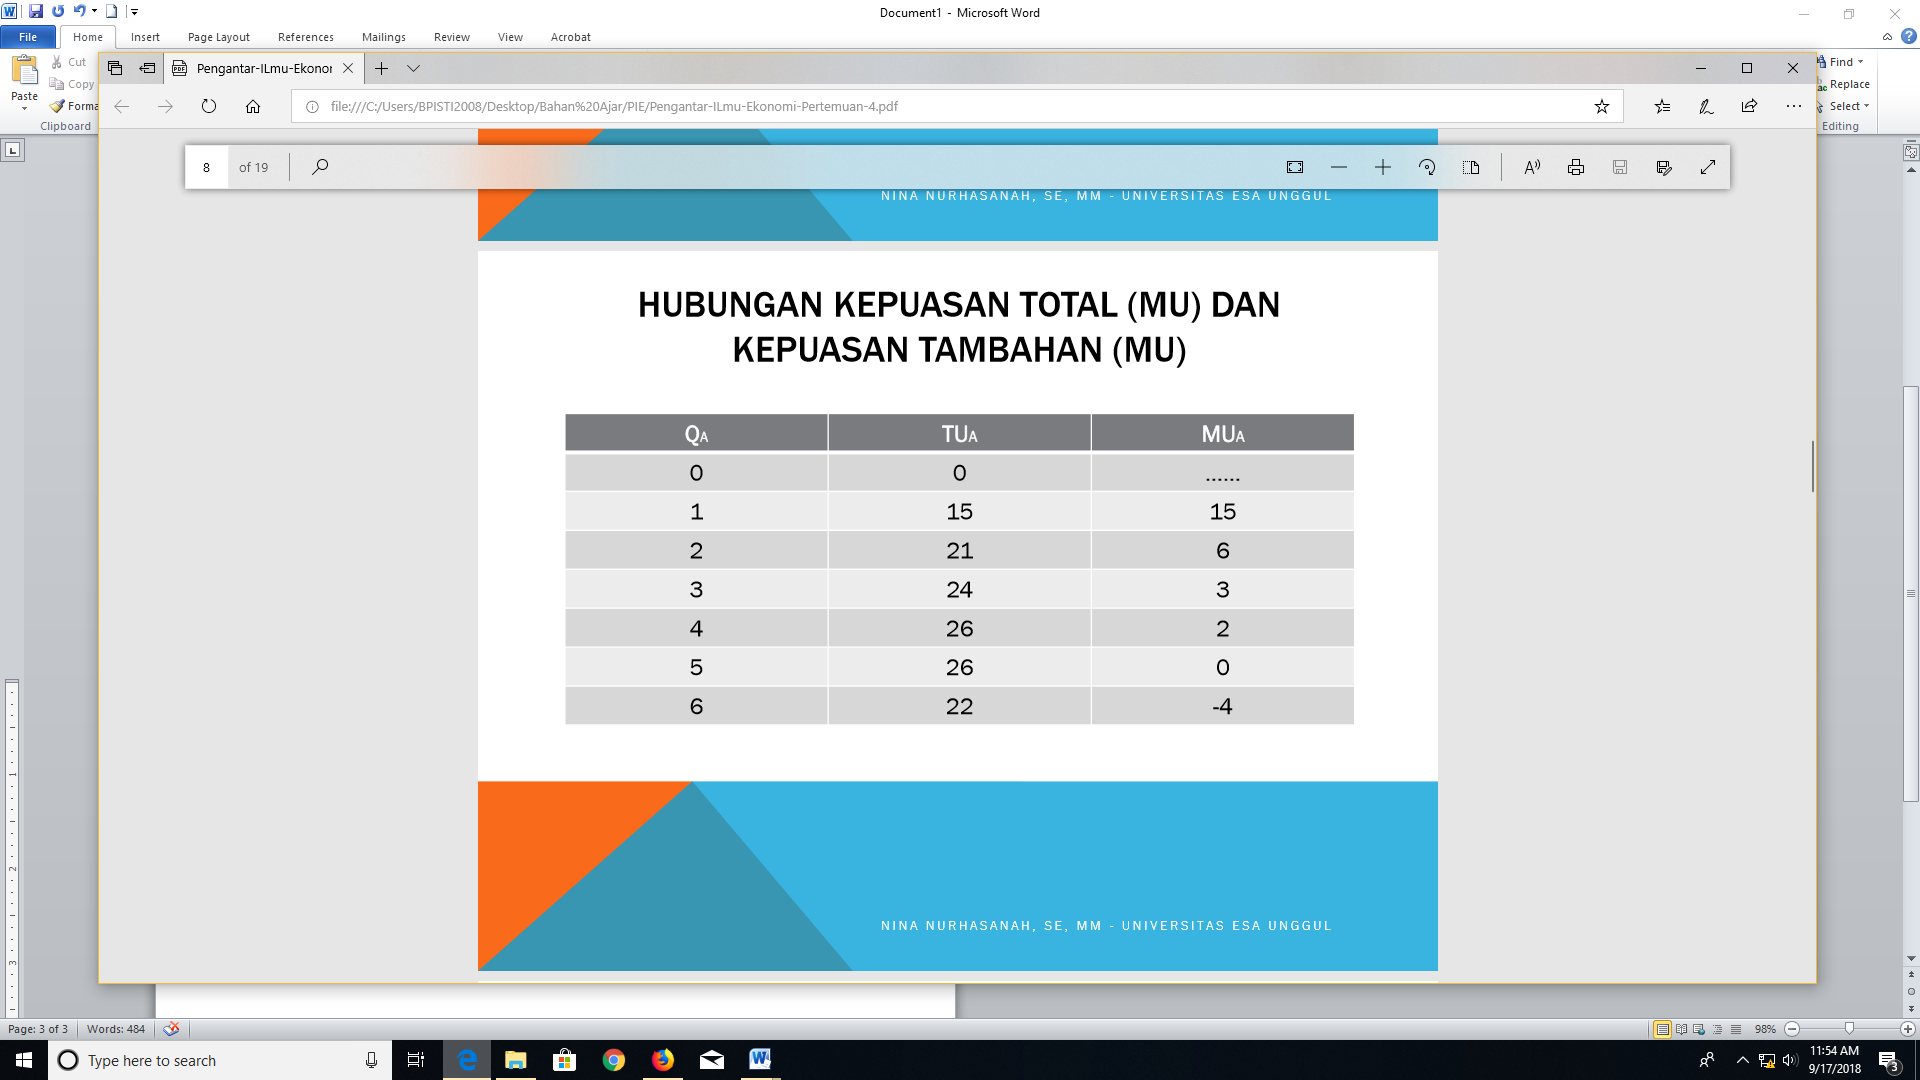 Document1 - Microsoft Word
File Home Insert Page Layout References Mailings Review View Acrobat
Paste
Cut
Copy
Forma
Clipboard
Find
Replace
Select
Editing
Pengantar-ILmu-Ekonor
file:///C:/Users/BPISTI2008/Desktop/Bahan%20Ajar/PIE/Pengantar-ILmu-Ekonomi-Pertemuan-4.pdf
8 of 19
NINA NURHASANAH, SE, MM - UNIVERSITAS ESA UNGGUL
HUBUNGAN KEPUASAN TOTAL (MU) DAN
KEPUASAN TAMBAHAN (MU)
QA TUA MUA
0 0 ......
1 15 15
2 21 6
3 24 3
4 26 2
5 26 0
6 22 -4
NINA NURHASANAH, SE, MM - UNIVERSITAS ESA UNGGUL
1
2
3
Page: 3 of 3 Words: 484 98%
Type here to search
11:54 AM
9/17/2018
3